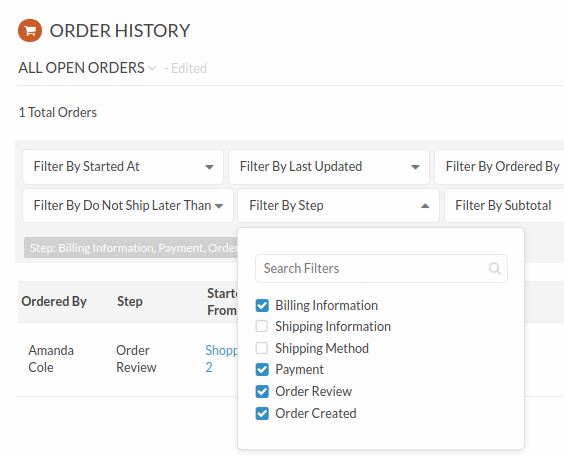 ORDER HISTORY
ALL OPEN ORDERS - Edited
1 Total Orders
Filter By Started At Filter By Last Updated Filter By Ordered By
Filter By Do Not Ship Later Than Filter By Step Filter By Subtotal
Step: Billing Information, Payment, Order
Search Filters
Billing Information
Shipping Information
Shipping Method
Payment
Order Review
Order Created
Ordered By Step
From
Amanda Order
Cole Review 2